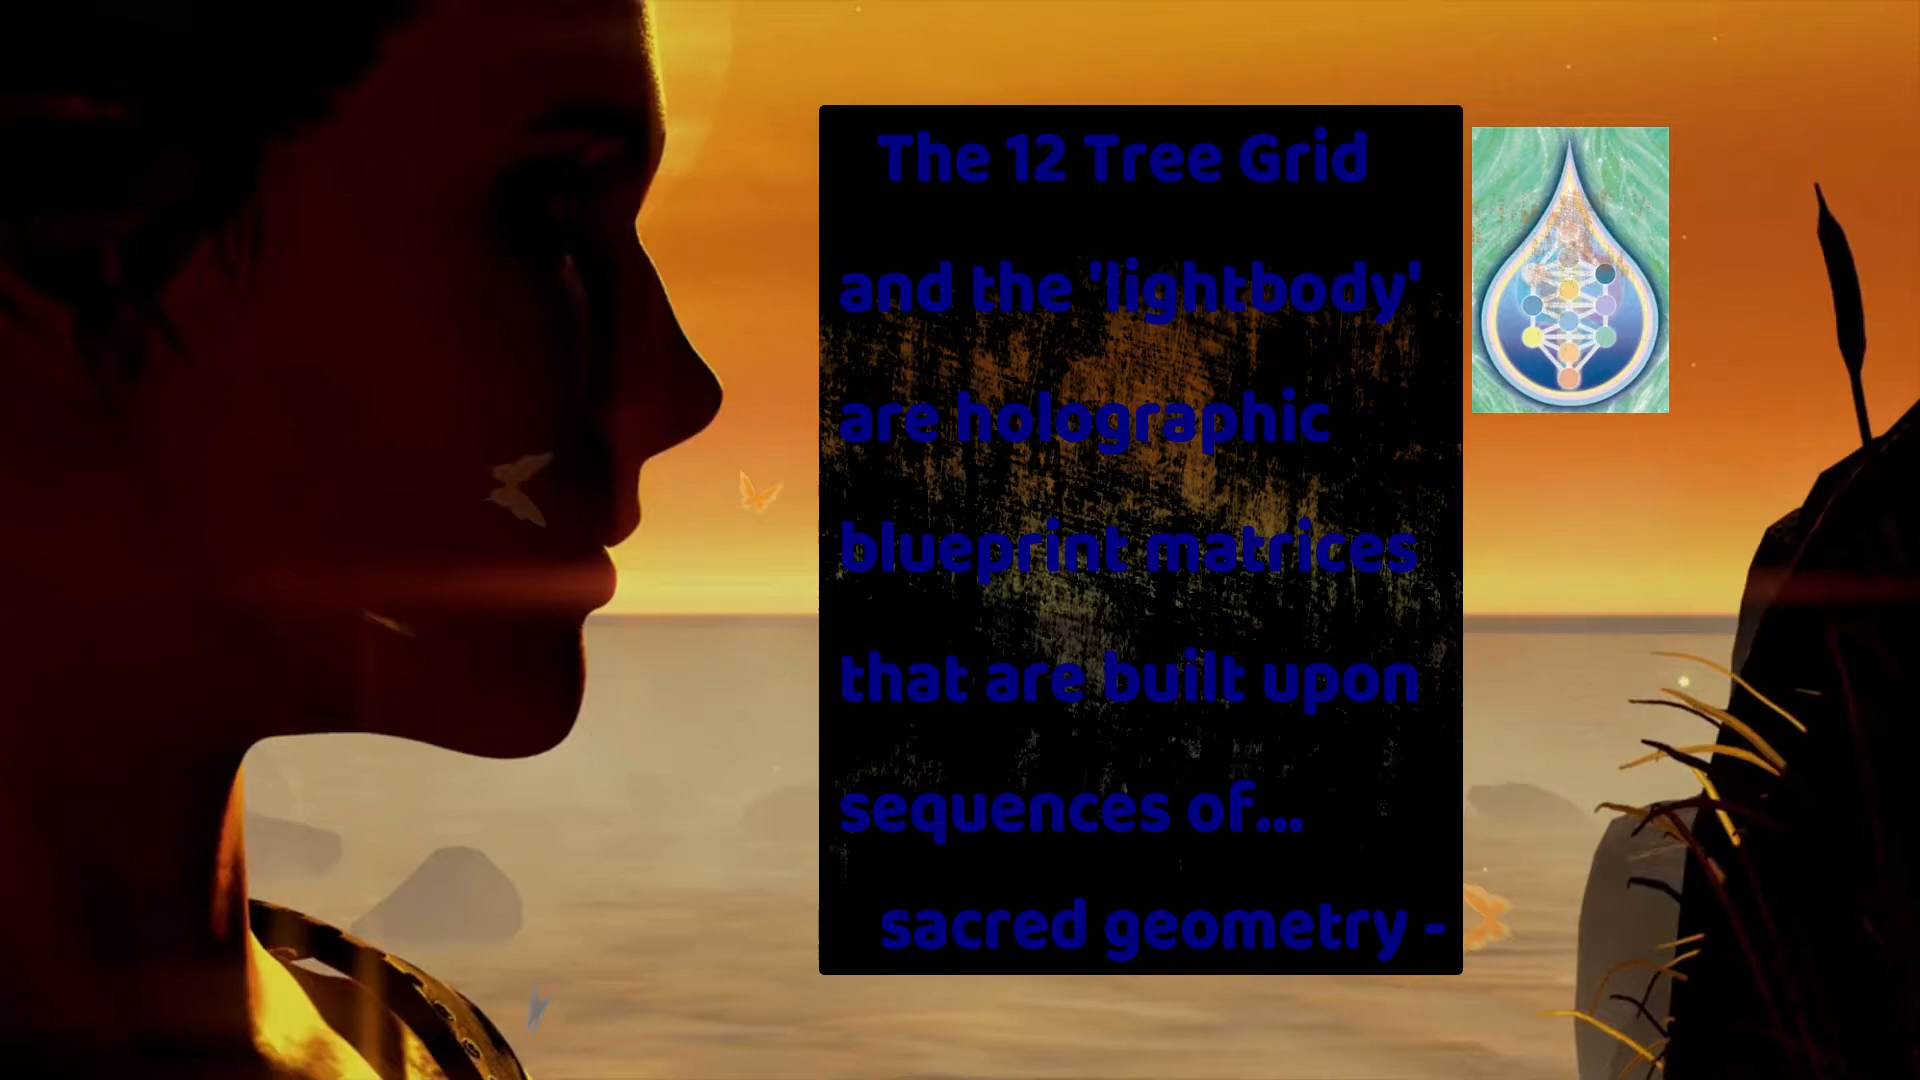 The 12 Tree Grid
and the 'lightbody'
are holographic
blueprint matrices
that are built upon
sequences of...
sacred geometry -